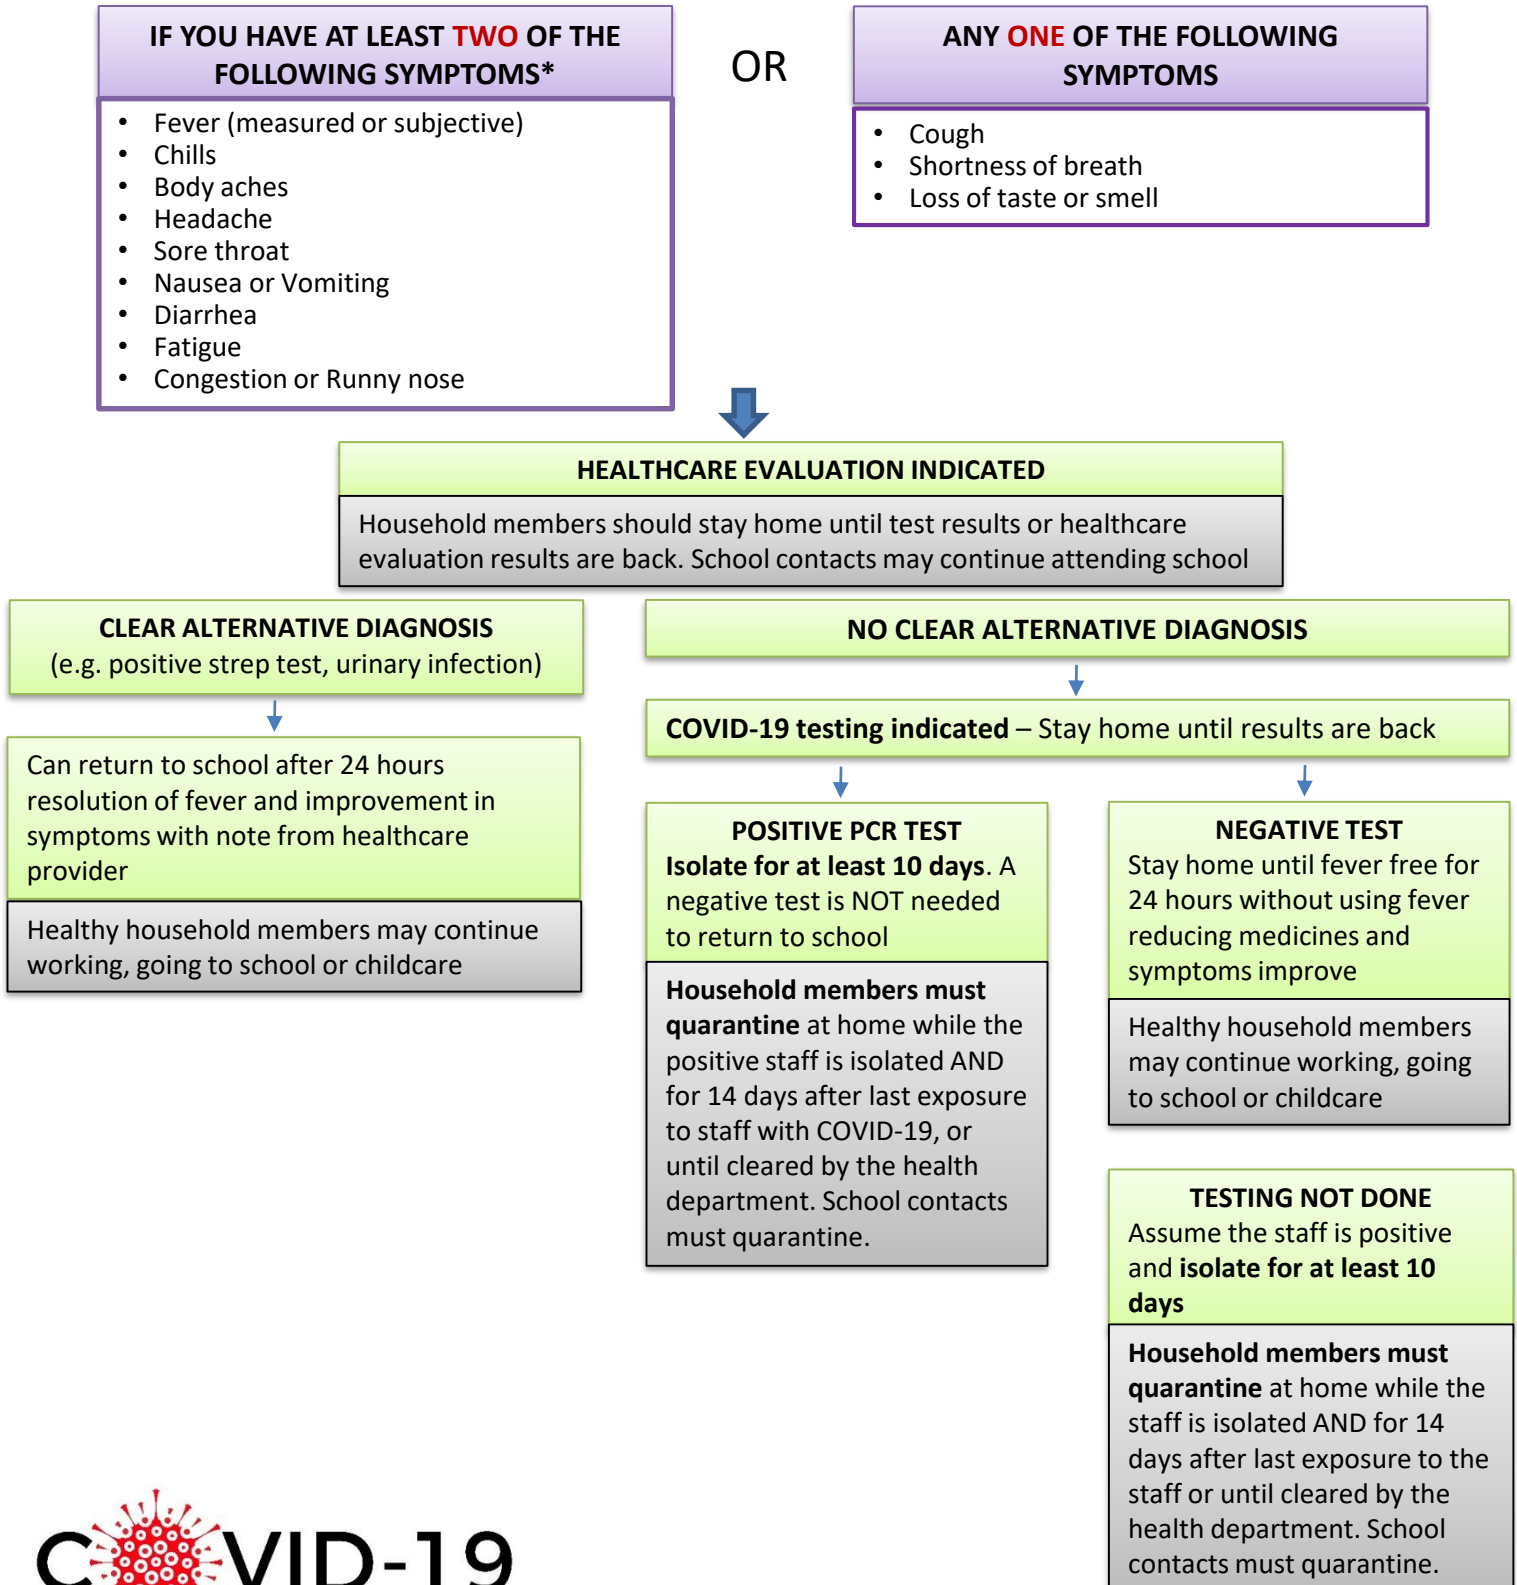 IF YOU HAVE AT LEAST TWO OF THE
FOLLOWING SYMPTOMS*
• Fever (measured or subjective)
• Chills
• Body aches
• Headache
• Sore throat
• Nausea or Vomiting
• Diarrhea
• Fatigue
• Congestion or Runny nose
OR
ANY ONE OF THE FOLLOWING
SYMPTOMS
• Cough
• Shortness of breath
• Loss of taste or smell
HEALTHCARE EVALUATION INDICATED
Household members should stay home until test results or healthcare
evaluation results are back. School contacts may continue attending school
CLEAR ALTERNATIVE DIAGNOSIS
(e.g. positive strep test, urinary infection)
Can return to school after 24 hours
resolution of fever and improvement in
symptoms with note from healthcare
provider
Healthy household members may continue
working, going to school or childcare
NO CLEAR ALTERNATIVE DIAGNOSIS
COVID-19 testing indicated – Stay home until results are back
POSITIVE PCR TEST
Isolate for at least 10 days. A
negative test is NOT needed
to return to school
Household members must
quarantine at home while the
positive staff is isolated AND
for 14 days after last exposure
to staff with COVID-19, or
until cleared by the health
department. School contacts
must quarantine.
NEGATIVE TEST
Stay home until fever free for
24 hours without using fever
reducing medicines and
symptoms improve
Healthy household members
may continue working, going
to school or childcare
TESTING NOT DONE
Assume the staff is positive
and isolate for at least 10
days
Household members must
quarantine at home while the
staff is isolated AND for 14
days after last exposure to the
staff or until cleared by the
health department. School
contacts must quarantine.
COVID-19